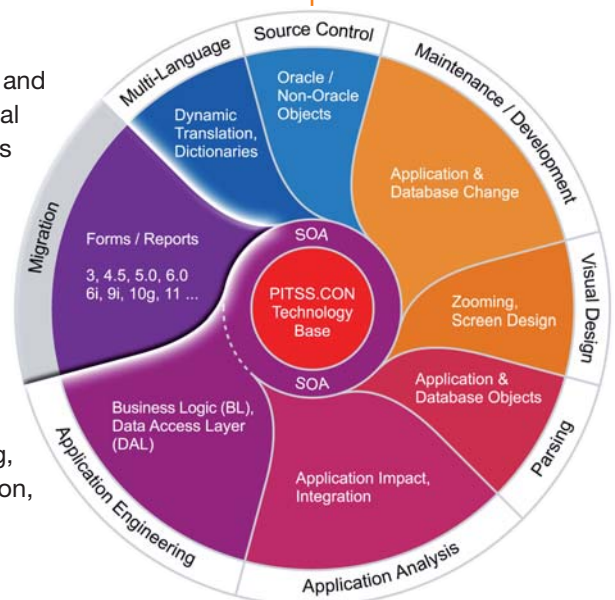 and
al
s
g,
on,
Multi-Language
Source Control
Maintenance / Development
Visual Design
Parsing
Application Analysis
Application Engineering
Migration
Dynamic
Translation,
Dictionaries
Oracle /
Non-Oracle
Objects
Application &
Database Change
Zooming,
Screen Design
Application &
Database Objects
Application Impact,
Integration
Business Logic (BL),
Data Access Layer
(DAL)
Forms / Reports
3, 4.5, 5.0, 6.0
6i, 9i, 10g, 11 ...
SOA
PITSS.CON
Technology
Base
SOA